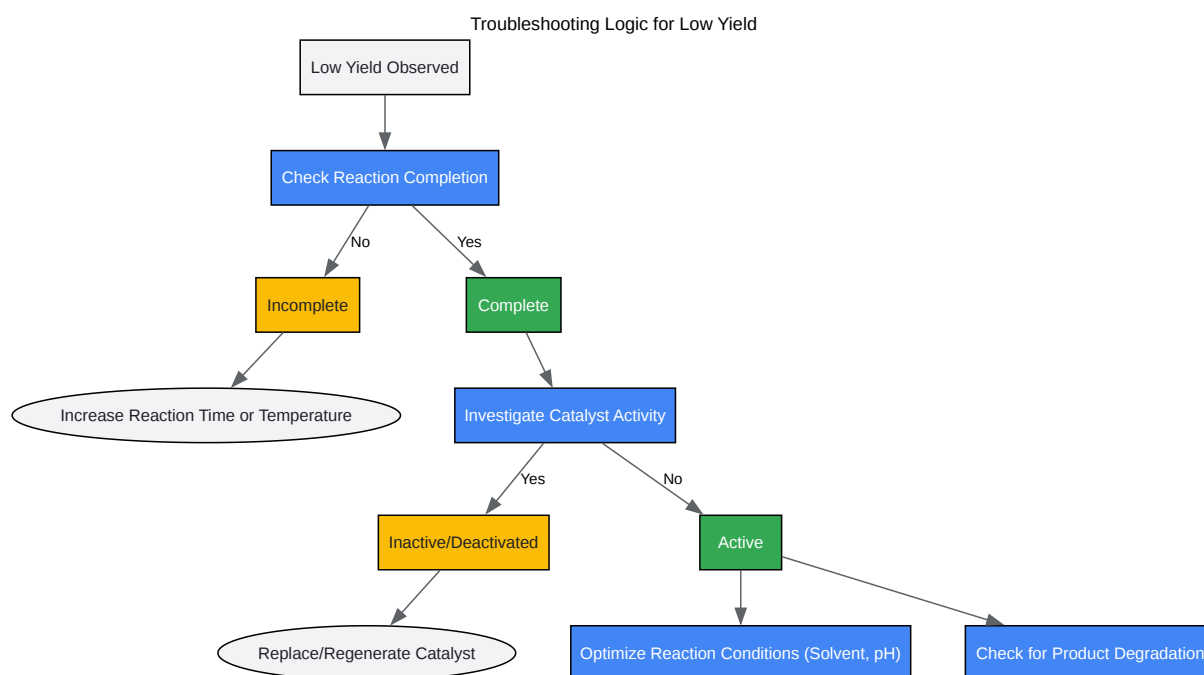 Troubleshooting Logic for Low Yield
Low Yield Observed
Check Reaction Completion
No
Yes
Incomplete
Complete
Increase Reaction Time or Temperature
Investigate Catalyst Activity
Yes
No
Inactive/Deactivated
Active
Replace/Regenerate Catalyst
Optimize Reaction Conditions (Solvent, pH)
Check for Product Degradation